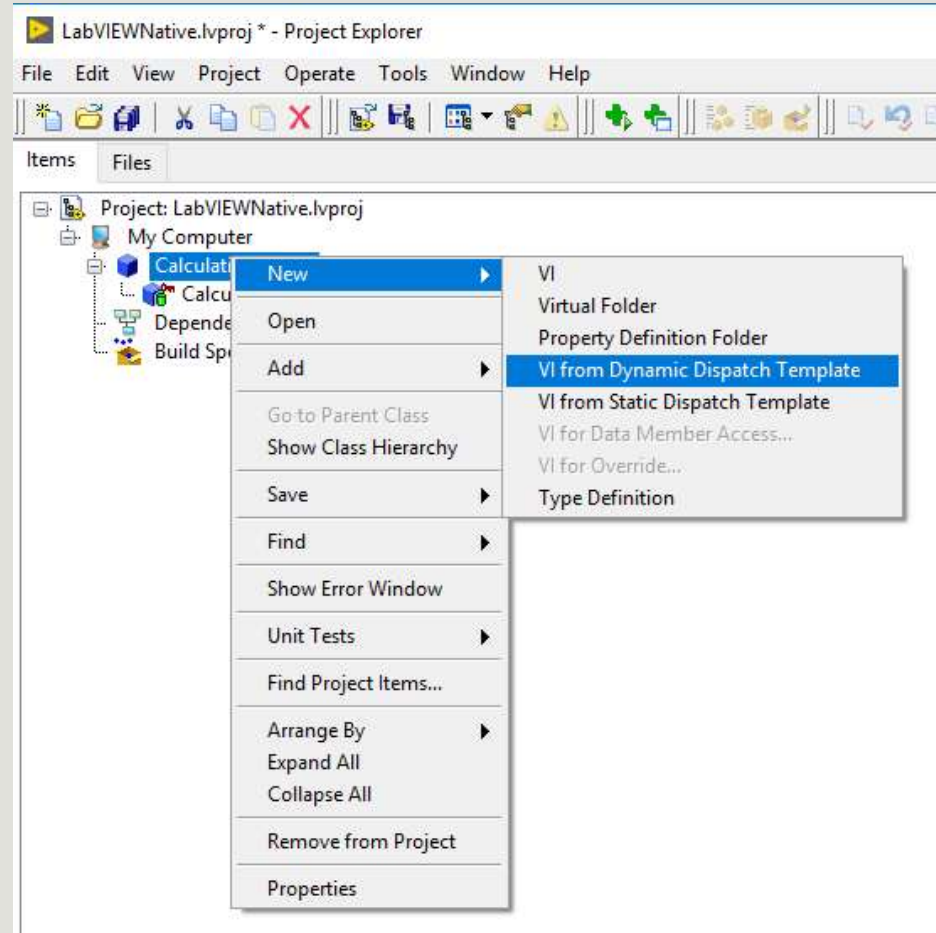 LabVIEWNative.lvproj * - Project Explorer
File Edit View Project Operate Tools Window Help
Items Files
Project: LabVIEWNative.lvproj
My Computer
Calculati
Calcu
Depende
Build Spe
New
Open
Add
Go to Parent Class
Show Class Hierarchy
Save
Find
Show Error Window
Unit Tests
Find Project Items...
Arrange By
Expand All
Collapse All
Remove from Project
Properties
VI
Virtual Folder
Property Definition Folder
VI from Dynamic Dispatch Template
VI from Static Dispatch Template
VI for Data Member Access...
VI for Override...
Type Definition